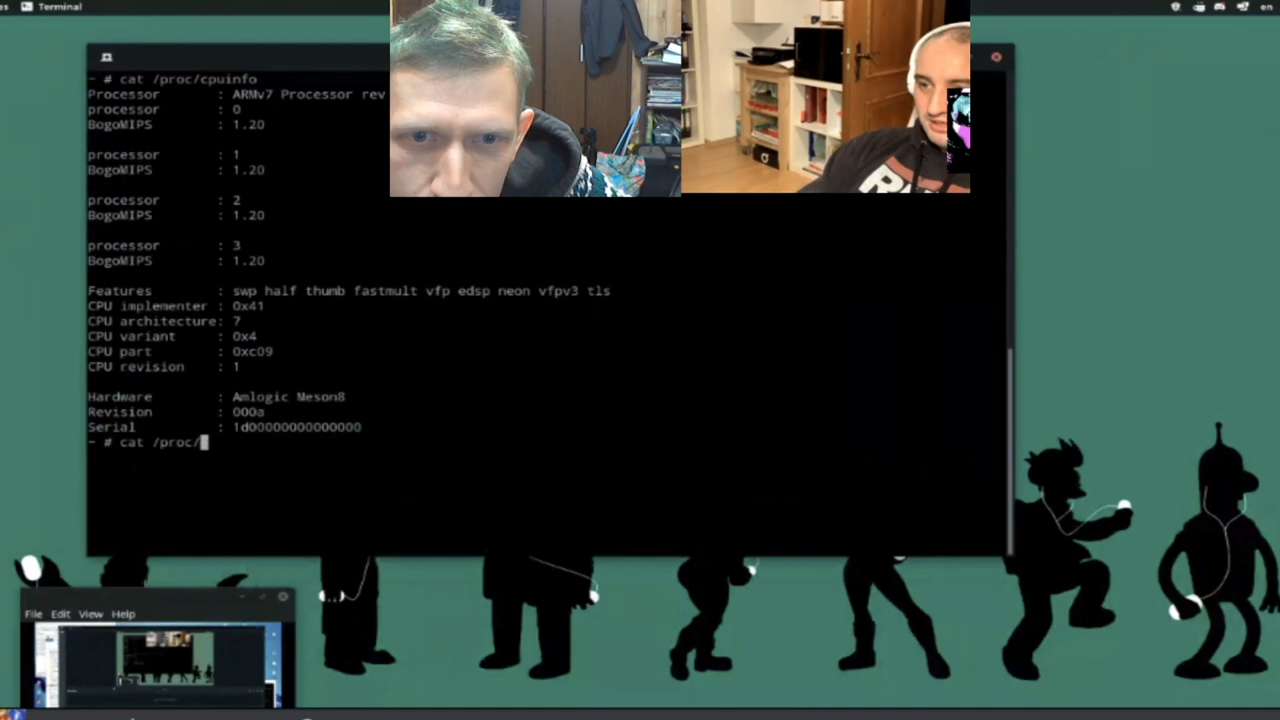 es Terminal en
~ # cat /proc/cpuinfo
Processor : ARMv7 Processor rev
processor : 0
BogoMIPS : 1.20
processor : 1
BogoMIPS : 1.20
processor : 2
BogoMIPS : 1.20
processor : 3
BogoMIPS : 1.20
Features : swp half thumb fastmult vfp edsp neon vfpv3 tls
CPU implementer : 0x41
CPU architecture: 7
CPU variant : 0x4
CPU part : 0xc09
CPU revision : 1
Hardware : Amlogic Meson8
Revision : 000a
Serial : 1d00000000000000
~ # cat /proc/
File Edit View Help